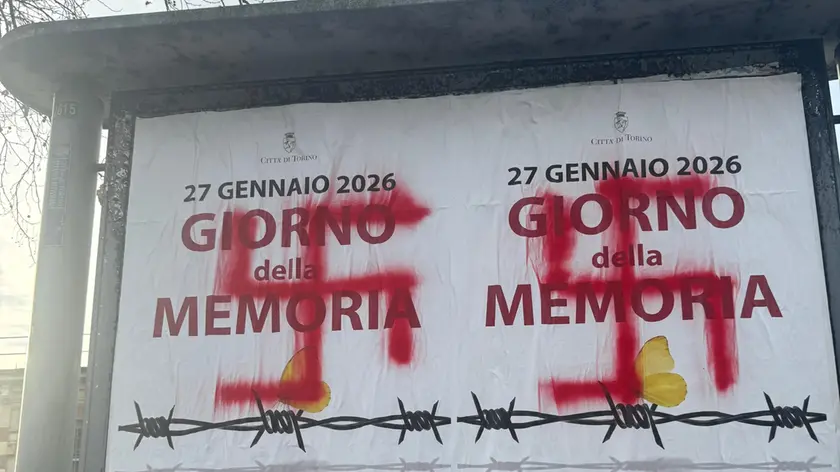 CITTÀ DI TORINO
27 GENNAIO 2026
GIORNO
della
MEMORIA
CITTÀ DI TORINO
27 GENNAIO 2026
GIORNO
della
MEMORIA